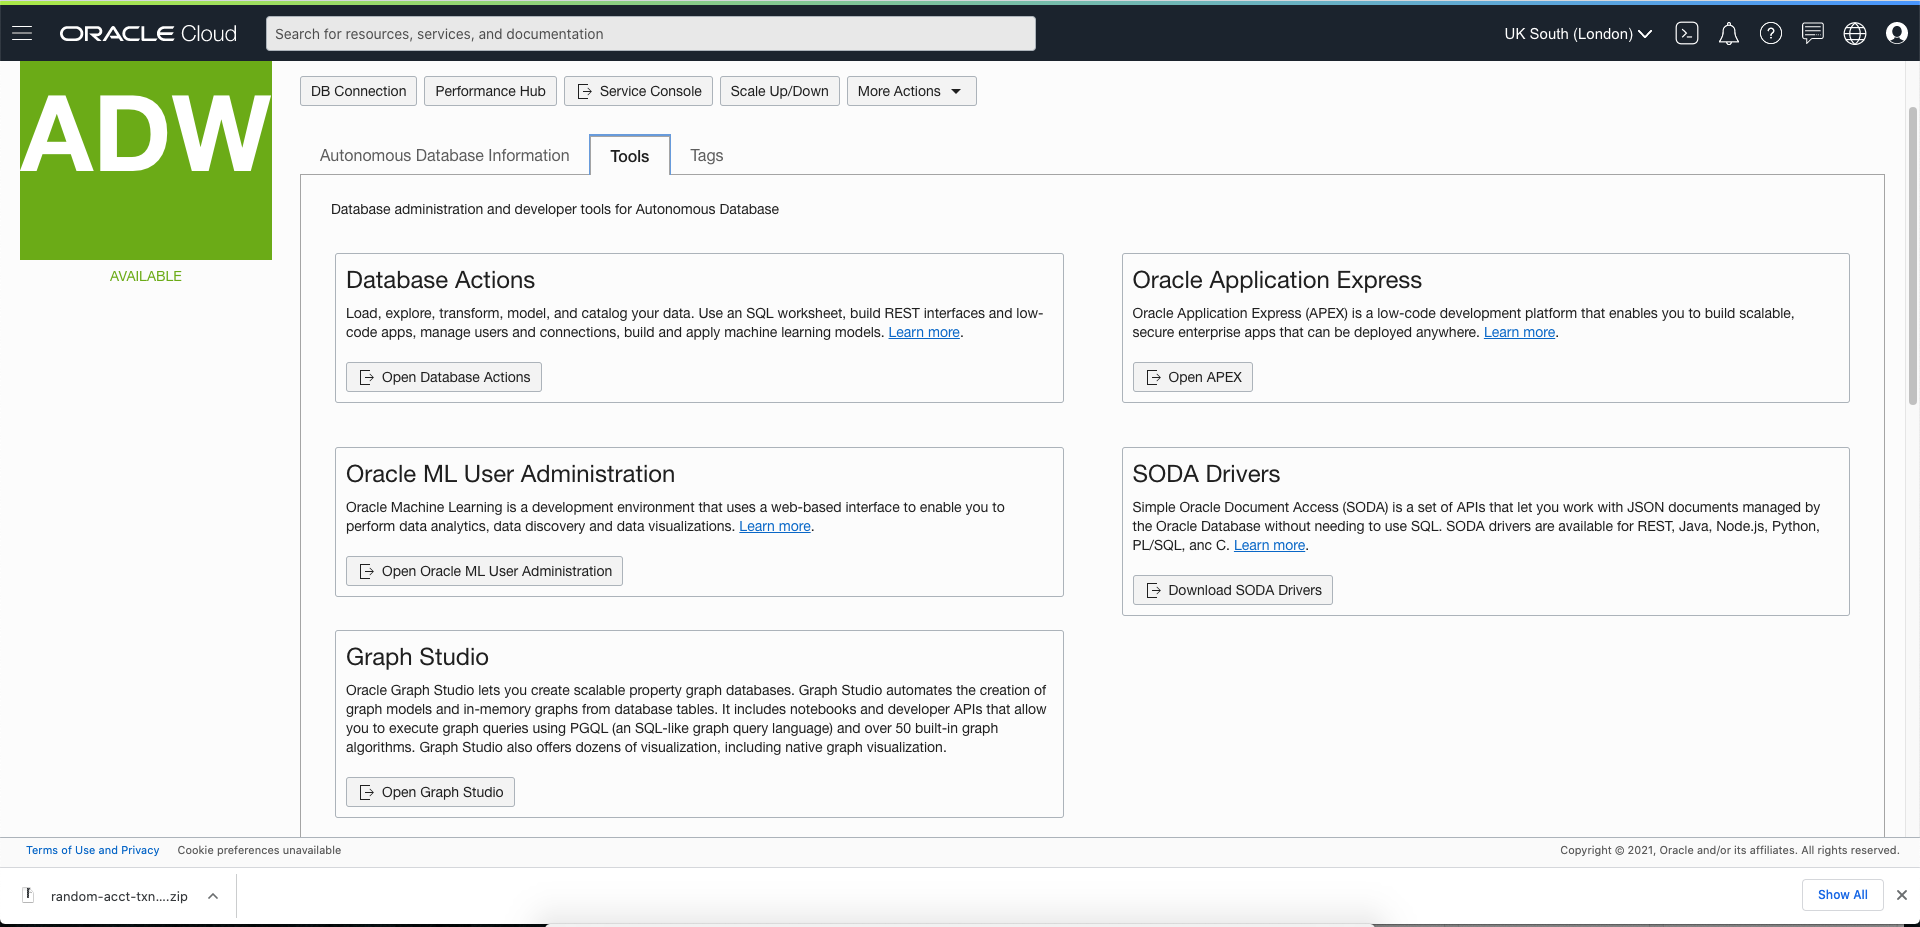 ORACLE Cloud
Search for resources, services, and documentation
UK South (London)
ADW
AVAILABLE
DB Connection
Performance Hub
Service Console
Scale Up/Down
More Actions
Autonomous Database Information
Tools
Tags
Database administration and developer tools for Autonomous Database
Database Actions
Load, explore, transform, model, and catalog your data. Use an SQL worksheet, build REST interfaces and low-
code apps, manage users and connections, build and apply machine learning models. Learn more.
Open Database Actions
Oracle Application Express
Oracle Application Express (APEX) is a low-code development platform that enables you to build scalable,
secure enterprise apps that can be deployed anywhere. Learn more.
Open APEX
Oracle ML User Administration
Oracle Machine Learning is a development environment that uses a web-based interface to enable you to
perform data analytics, data discovery and data visualizations. Learn more.
Open Oracle ML User Administration
SODA Drivers
Simple Oracle Document Access (SODA) is a set of APIs that let you work with JSON documents managed by
the Oracle Database without needing to use SQL. SODA drivers are available for REST, Java, Node.js, Python,
PL/SQL, anc C. Learn more.
Download SODA Drivers
Graph Studio
Oracle Graph Studio lets you create scalable property graph databases. Graph Studio automates the creation of
graph models and in-memory graphs from database tables. It includes notebooks and developer APIs that allow
you to execute graph queries using PGQL (an SQL-like graph query language) and over 50 built-in graph
algorithms. Graph Studio also offers dozens of visualization, including native graph visualization.
Open Graph Studio
Terms of Use and Privacy
Cookie preferences unavailable
Copyright © 2021, Oracle and/or its affiliates. All rights reserved.
random-acct-txn....zip
Show All